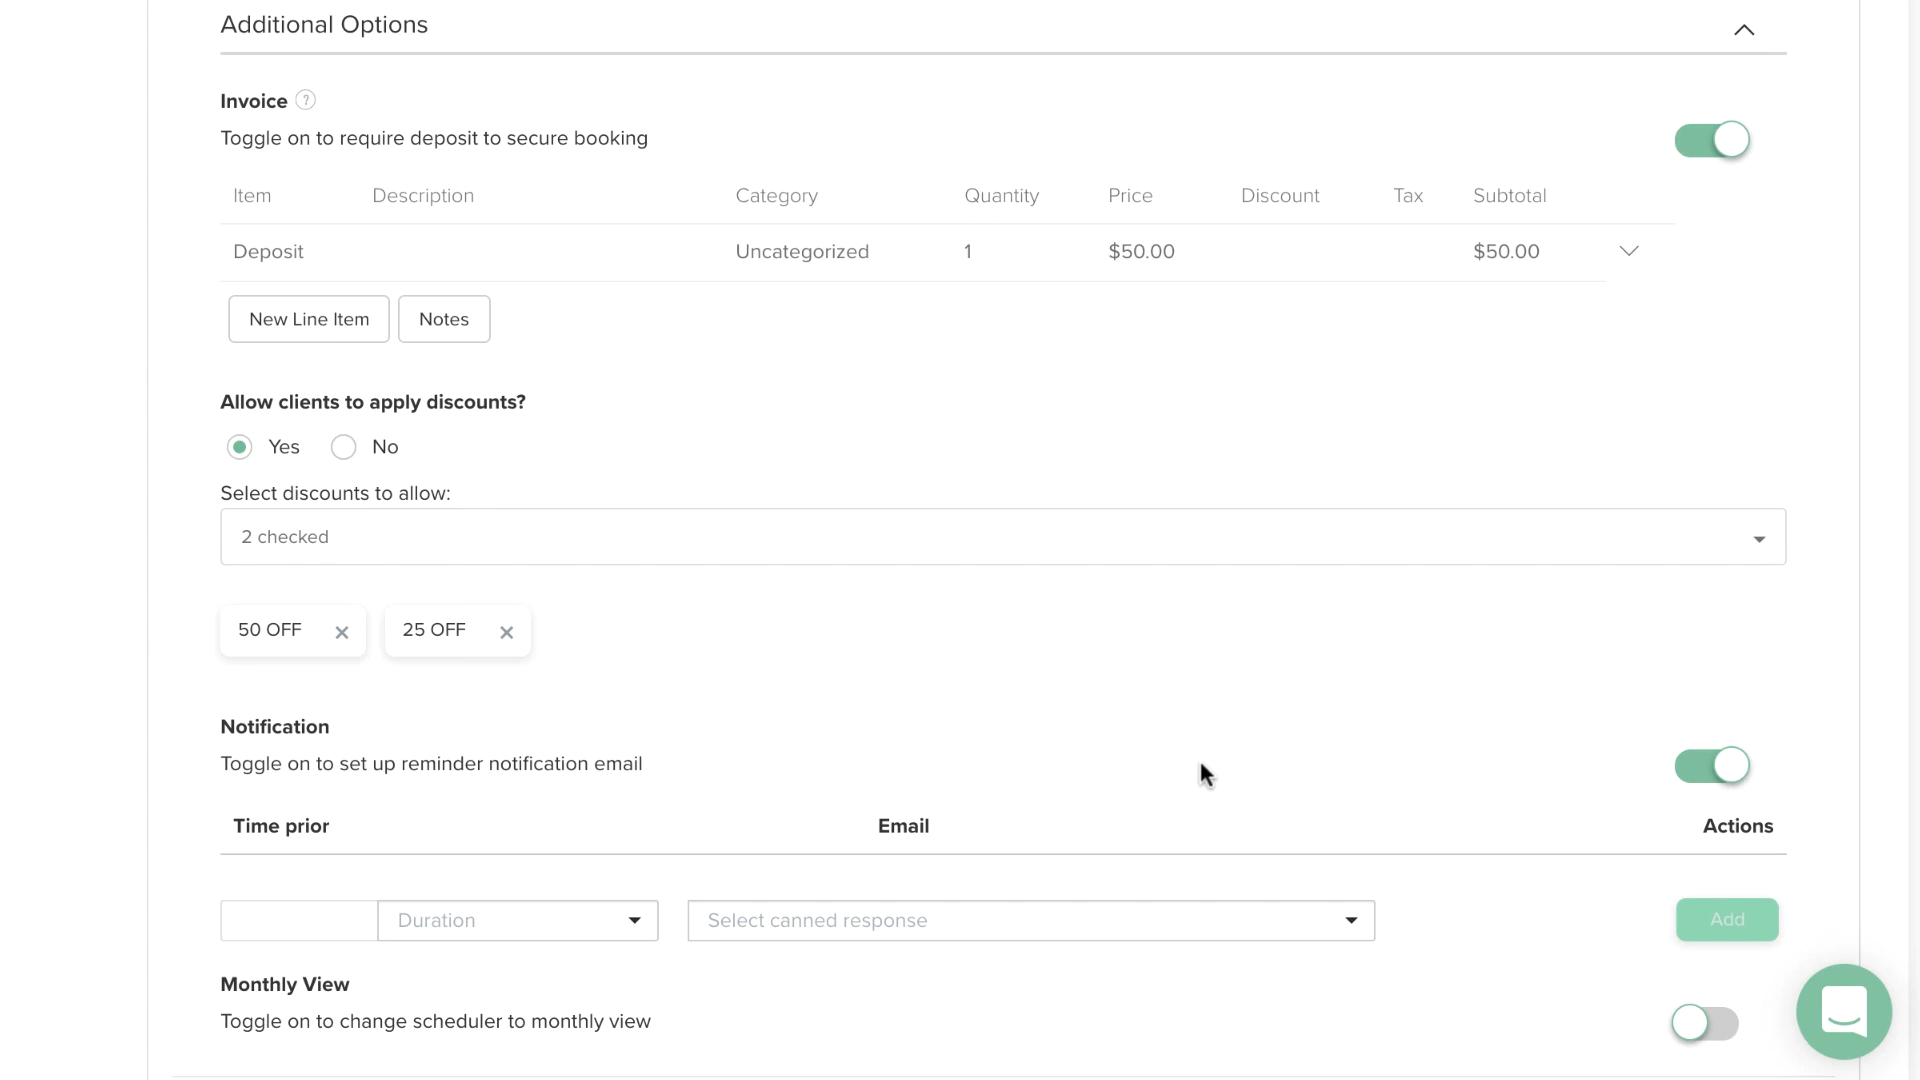 Additional Options
Invoice ?
Toggle on to require deposit to secure booking
Item Description Category Quantity Price Discount Tax Subtotal
Deposit Uncategorized 1 $50.00 $50.00
New Line Item Notes
Allow clients to apply discounts?
Yes No
Select discounts to allow:
2 checked
50 OFF 25 OFF
Notification
Toggle on to set up reminder notification email
Time prior Email Actions
Duration Select canned response Add
Monthly View
Toggle on to change scheduler to monthly view